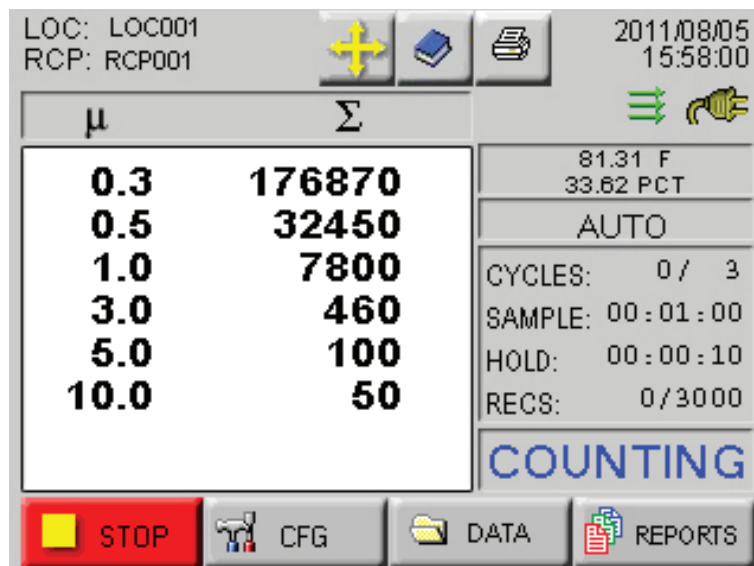 LOC: LOC001
RCP: RCP001
2011/08/05
15:58:00
μ Σ
0.3 176870
0.5 32450
1.0 7800
3.0 460
5.0 100
10.0 50
81.31 F
33.62 PCT
AUTO
CYCLES: 0/ 3
SAMPLE: 00:01:00
HOLD: 00:00:10
RECS: 0/3000
COUNTING
STOP
CFG
DATA
REPORTS